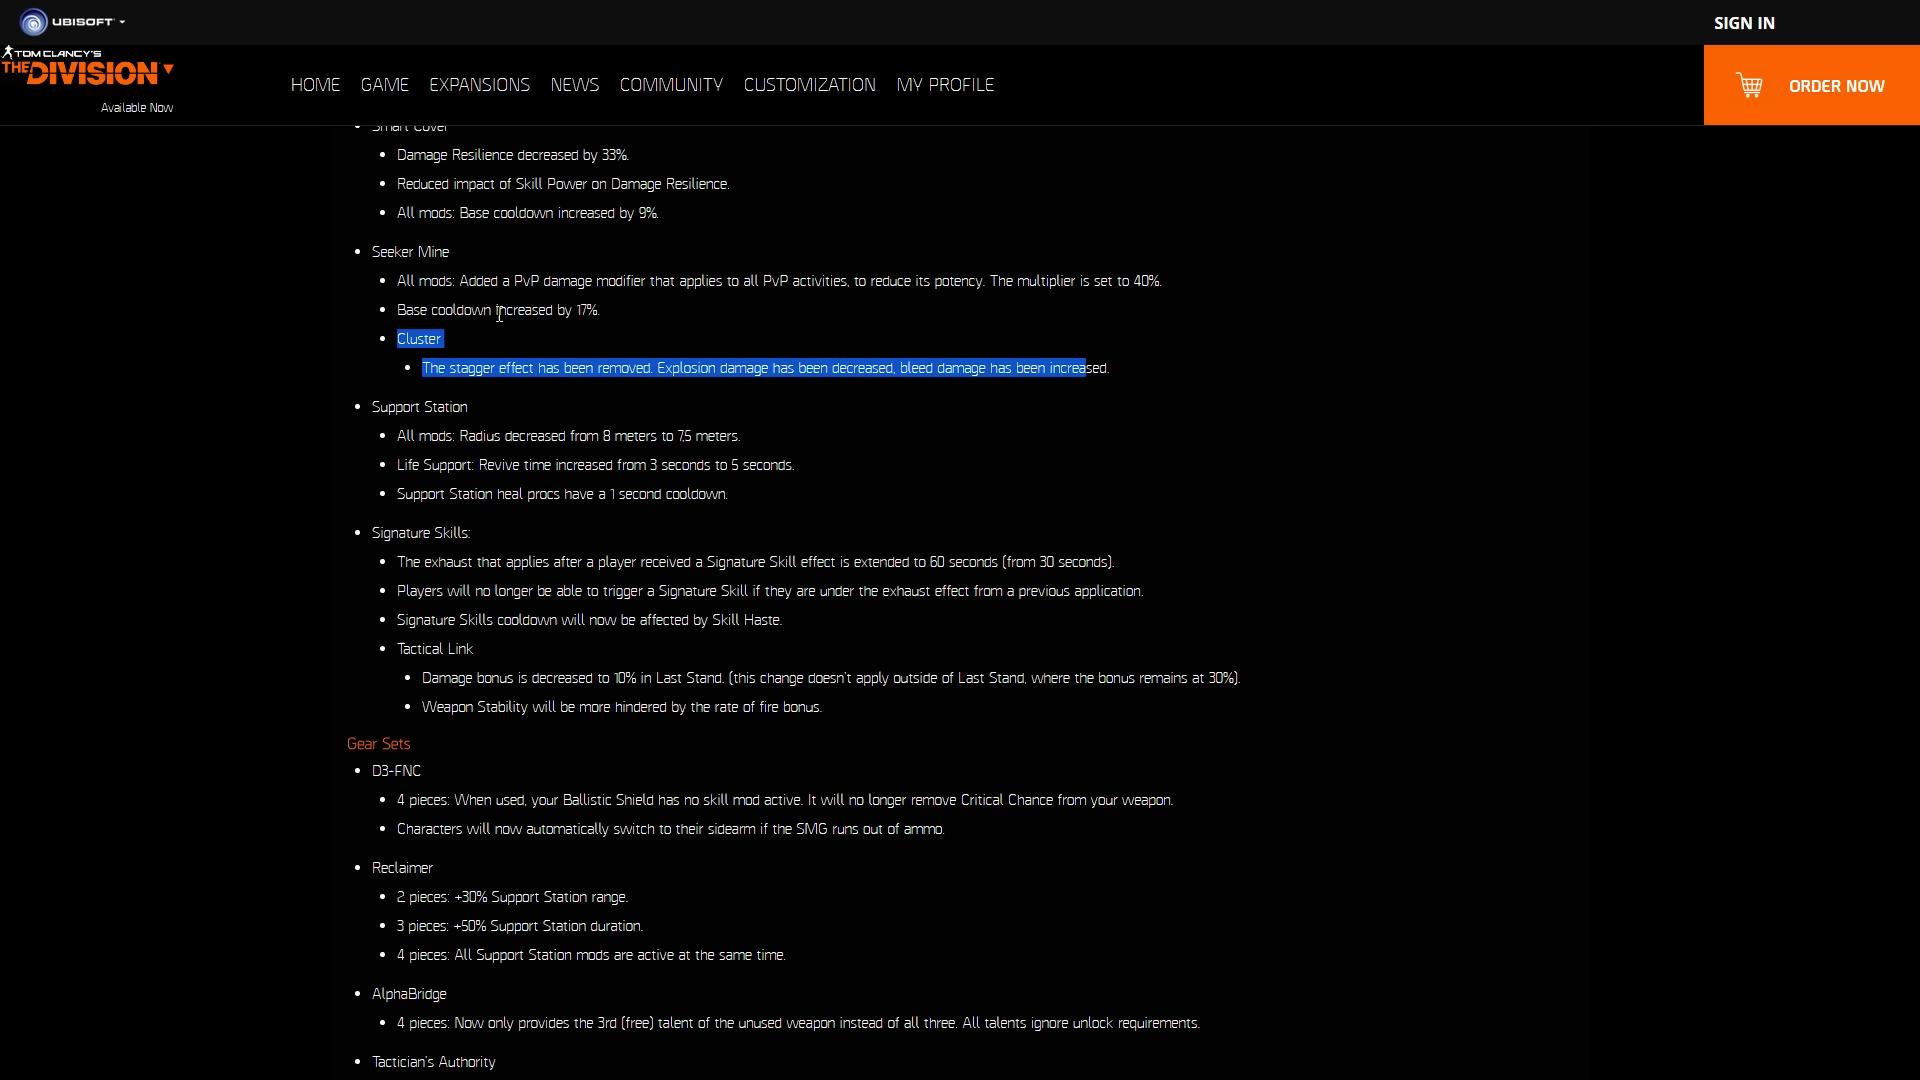 UBISOFT
SIGN IN
TOM CLANCY'S
THE DIVISION
Available Now
HOME GAME EXPANSIONS NEWS COMMUNITY CUSTOMIZATION MY PROFILE
ORDER NOW
Smart Cover
Damage Resilience decreased by 33%.
Reduced impact of Skill Power on Damage Resilience.
All mods: Base cooldown increased by 9%.
Seeker Mine
All mods: Added a PvP damage modifier that applies to all PvP activities, to reduce its potency. The multiplier is set to 40%.
Base cooldown increased by 17%.
Cluster
The stagger effect has been removed. Explosion damage has been decreased, bleed damage has been increased.
Support Station
All mods: Radius decreased from 8 meters to 7.5 meters.
Life Support: Revive time increased from 3 seconds to 5 seconds.
Support Station heal procs have a 1 second cooldown.
Signature Skills:
The exhaust that applies after a player received a Signature Skill effect is extended to 60 seconds (from 30 seconds).
Players will no longer be able to trigger a Signature Skill if they are under the exhaust effect from a previous application.
Signature Skills cooldown will now be affected by Skill Haste.
Tactical Link
Damage bonus is decreased to 10% in Last Stand. (this change doesn't apply outside of Last Stand, where the bonus remains at 30%).
Weapon Stability will be more hindered by the rate of fire bonus.
Gear Sets
D3-FNC
4 pieces: When used, your Ballistic Shield has no skill mod active. It will no longer remove Critical Chance from your weapon.
Characters will now automatically switch to their sidearm if the SMG runs out of ammo.
Reclaimer
2 pieces: +30% Support Station range.
3 pieces: +50% Support Station duration.
4 pieces: All Support Station mods are active at the same time.
AlphaBridge
4 pieces: Now only provides the 3rd (free) talent of the unused weapon instead of all three. All talents ignore unlock requirements.
Tactician's Authority